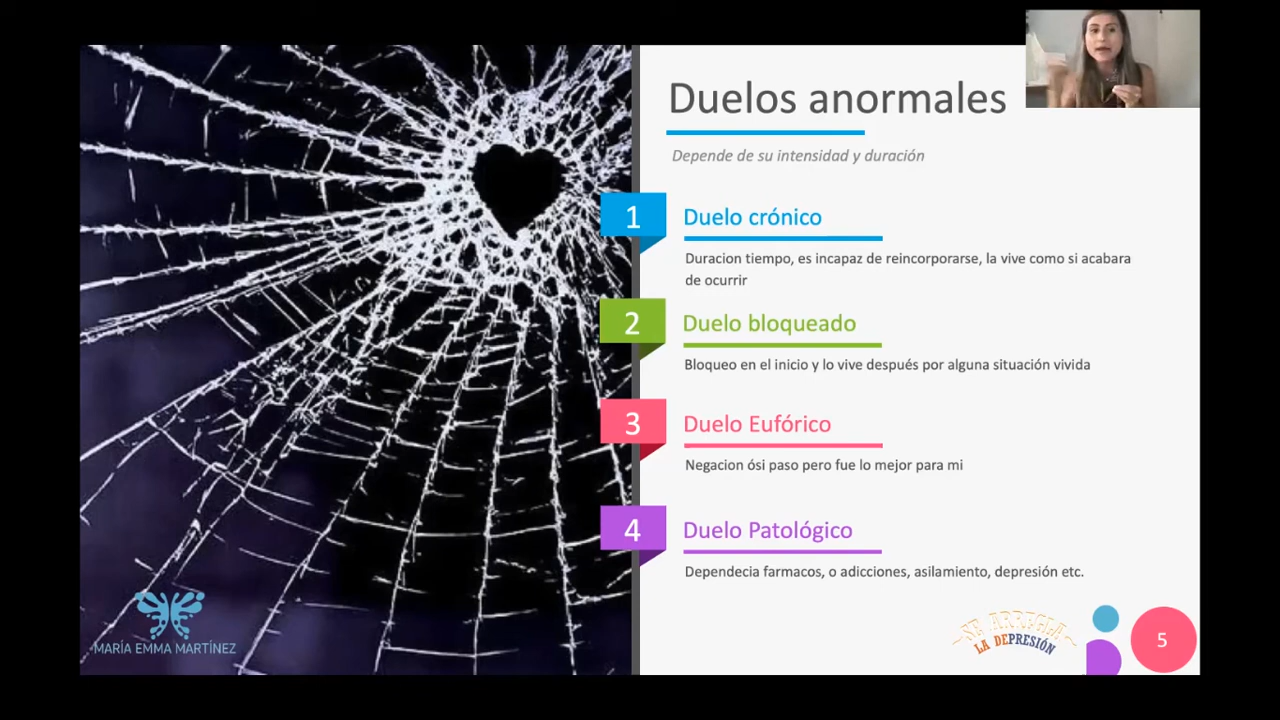 Duelos anormales
Depende de su intensidad y duración
1
Duelo crónico
Duracion tiempo, es incapaz de reincorporarse, la vive como si acabara
de ocurrir
2
Duelo bloqueado
Bloqueo en el inicio y lo vive después por alguna situación vivida
3
Duelo Eufórico
Negacion ósi paso pero fue lo mejor para mi
4
Duelo Patológico
Dependecia farmacos, o adicciones, asilamiento, depresión etc.
MARÍA EMMA MARTÍNEZ
SE ARREGLA
LA DEPRESIÓN
5